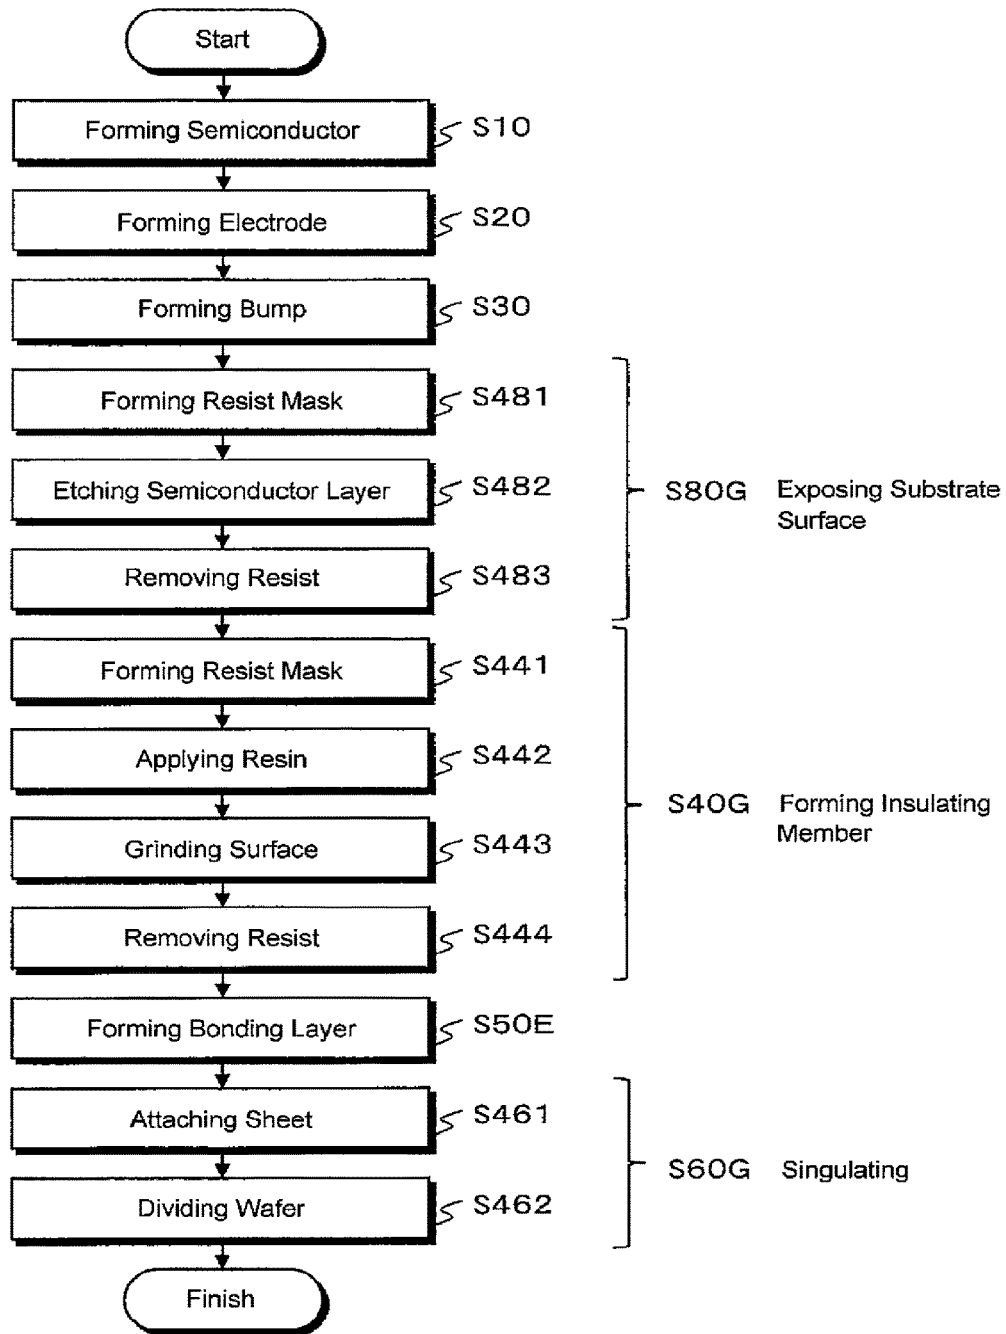 Start
Forming Semiconductor S10
Forming Electrode S20
Forming Bump S30
Forming Resist Mask S481
Etching Semiconductor Layer S482
S80G Exposing Substrate
Surface
Removing Resist S483
Forming Resist Mask S441
Applying Resin S442
S40G Forming Insulating
Member
Grinding Surface S443
Removing Resist S444
Forming Bonding Layer S50E
Attaching Sheet S461
S60G Singulating
Dividing Wafer S462
Finish